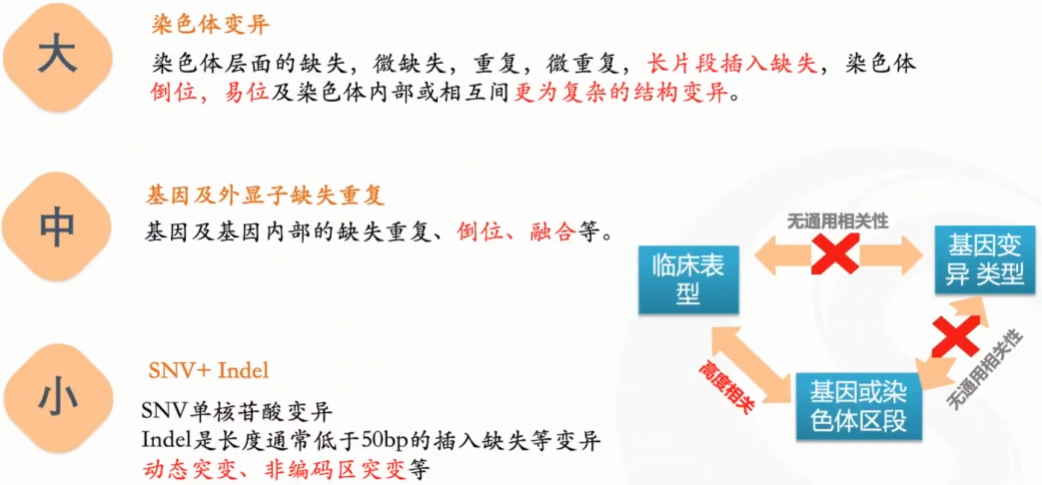 大
染色体变异
染色体层面的缺失，微缺失，重复，微重复，长片段插入缺失，染色体
倒位，易位及染色体内部或相互间更为复杂的结构变异。
中
基因及外显子缺失重复
基因及基因内部的缺失重复、倒位、融合等。
小
SNV+ Indel
SNV单核苷酸变异
Indel是长度通常低于50bp的插入缺失等变异
动态突变、非编码区突变等
无通用相关性
临床表
型
基因变
异 类型
高度相关
无通用相关性
基因或染
色体区段